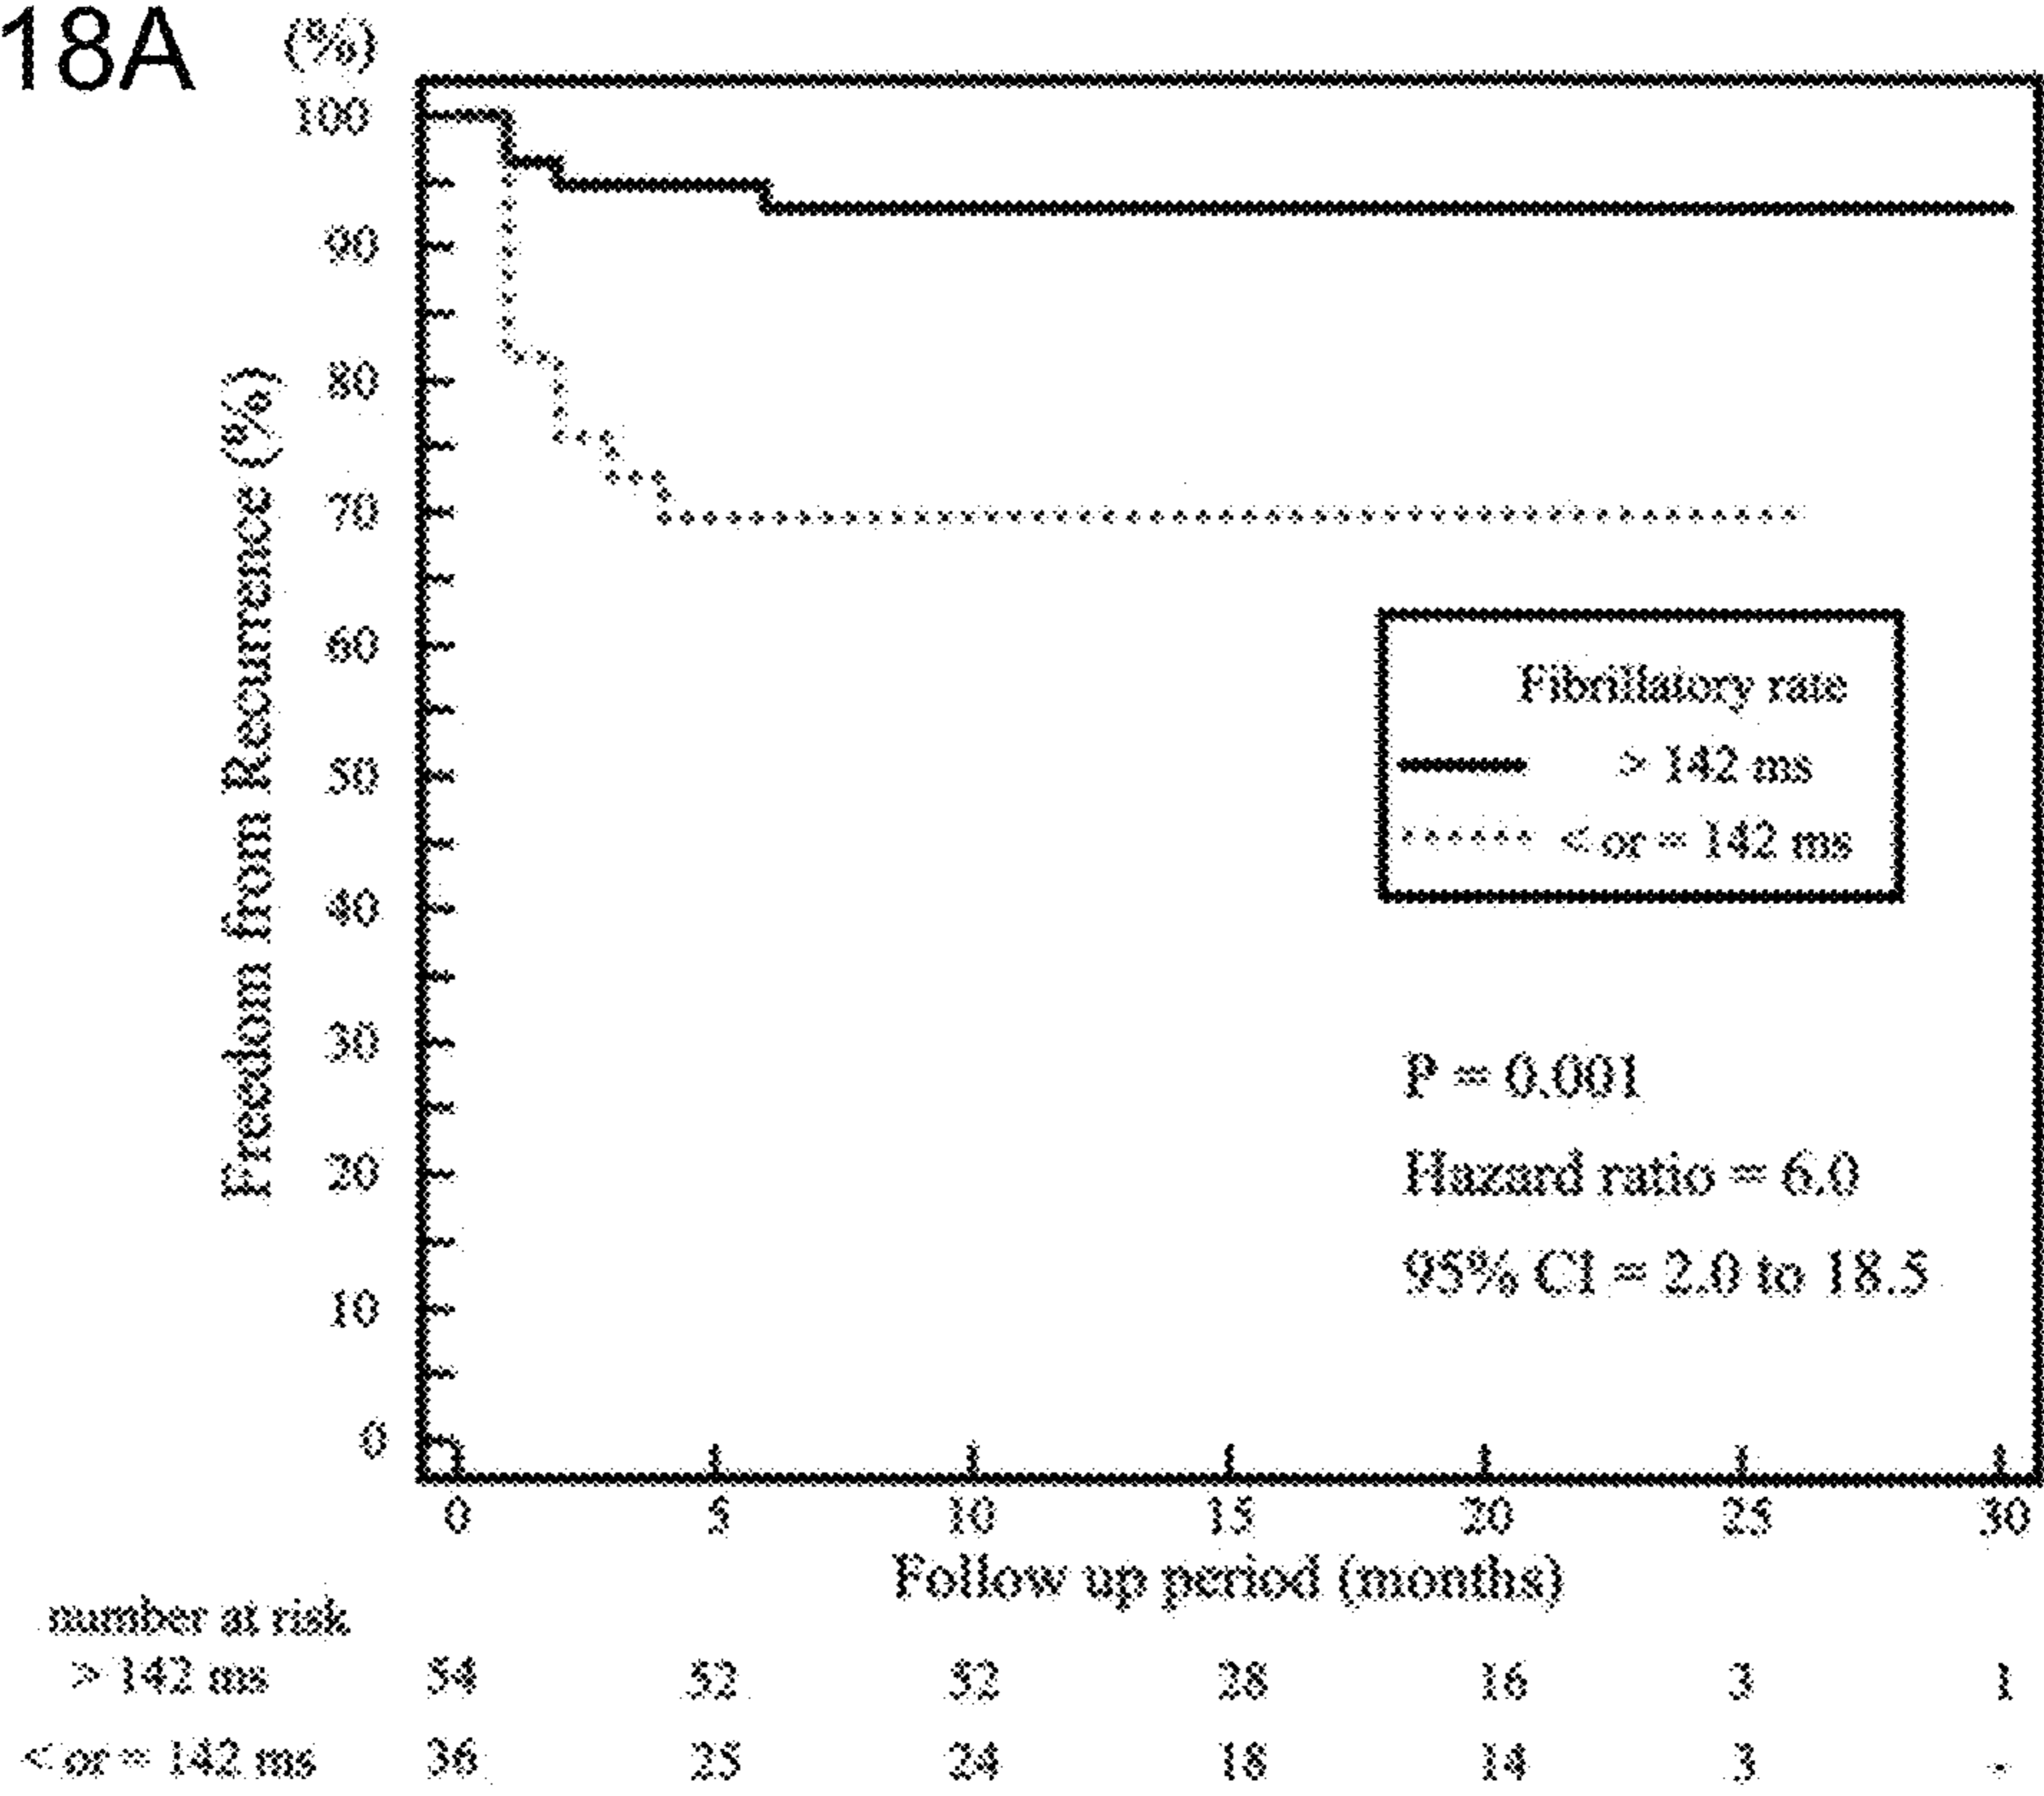 18A
(%)
100
90
80
70
60
50
40
30
20
10
0
Freedom from Recurrence (%)
Fibrillatory rate
> 142 ms
< or = 142 ms
P = 0.001
Hazard ratio = 6.0
95% CI = 2.0 to 18.5
0 5 10 15 20 25 30
Follow up period (months)
number at risk
> 142 ms 54 28 16 3 1
< or = 142 ms 36 25 24 18 14 3 -